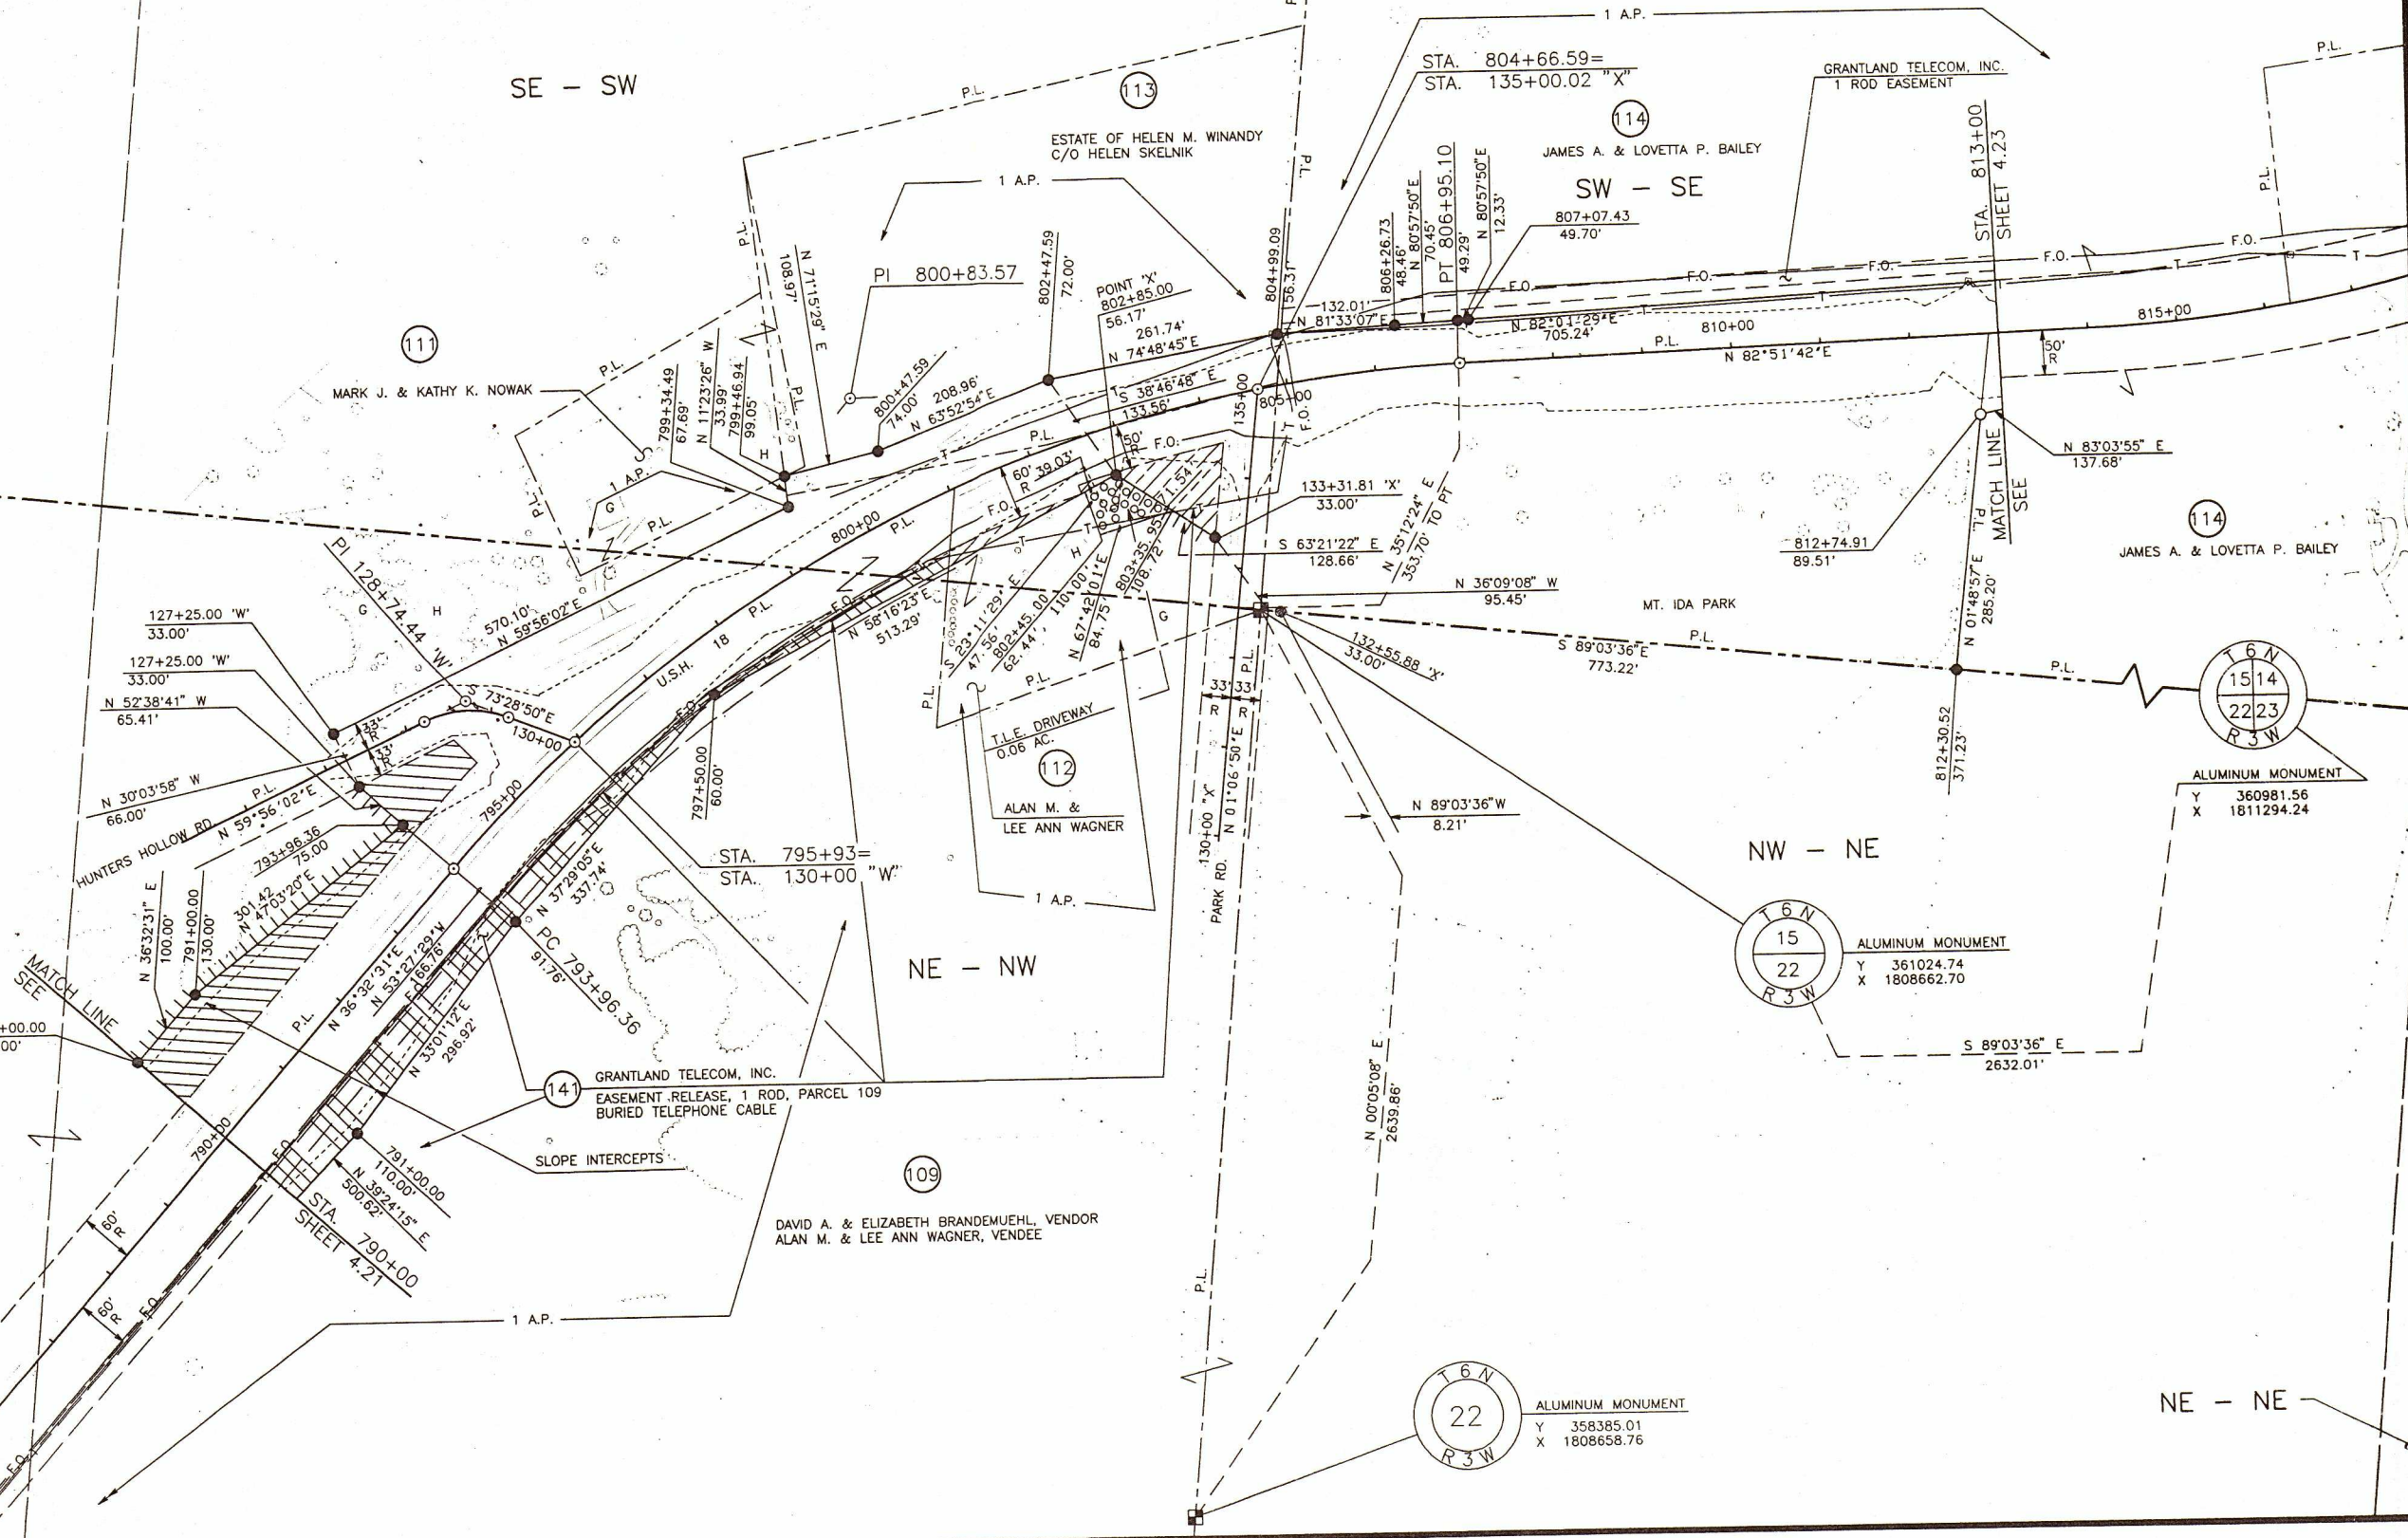 SE - SW
P.L.
113
ESTATE OF HELEN M. WINANDY
C/O HELEN SKELNIK
1 A.P.
1 A.P.
STA. 804+66.59=
STA. 135+00.02 "X"
GRANTLAND TELECOM, INC.
1 ROD EASEMENT
114
JAMES A. & LOVETTA P. BAILEY
SW - SE
807+07.43
49.70'
P.L.
P.L.
P.L.
STA. 813+00
SHEET 4.23
MATCH LINE
SEE
PT 806+95.10
49.29'
N 80°57'50" E
12.33'
N 80°57'50" E
70.45'
806+26.73
48.46'
804+99.09
56.31'
132.01'
N 81°33'07" E
N 82°01'29" E
705.24'
810+00
815+00
P.L.
N 82°51'42" E
50'
R
F.O.
F.O.
F.O.
F.O.
F.O.
T
T
T
T
N 83°03'55" E
137.68'
812+74.91
89.51'
114
JAMES A. & LOVETTA P. BAILEY
N 01°48'57" E
285.20'
P.L.
812+30.52
371.23'
111
MARK J. & KATHY K. NOWAK
P.L.
P.L.
P.L.
P.L.
P.L.
1 A.P.
G
H
108.97'
N 71°15'29" E
799+34.49
67.69'
N 11°23'26" W
33.99'
799+46.94
99.05'
PI 800+83.57
800+47.59
74.00'
208.96'
N 63°52'54" E
802+47.59
72.00'
POINT 'X'
802+85.00
56.17'
261.74'
N 74°48'45" E
S 38°46'48" E
133.56'
135+00
805+00
P.L.
50'
R
F.O.
F.O.
F.O.
T
60'
R
39.03'
71.54'
133+31.81 'X'
33.00'
S 63°21'22" E
128.66'
N 35°12'24" E
353.70' TO PT
N 36°09'08" W
95.45'
MT. IDA PARK
132+55.88 'X'
33.00'
S 89°03'36" E
773.22'
P.L.
P.L.
T 6 N
15 14
22 23
R 3 W
ALUMINUM MONUMENT
Y 360981.56
X 1811294.24
800+00
P.L.
PI 128+74.44 'W'
G
H
570.10'
N 59°56'02" E
127+25.00 'W'
33.00'
127+25.00 'W'
33.00'
N 52°38'41" W
65.41'
N 30°03'58" W
66.00'
33'
R
33'
R
S 73°28'50" E
130+00
U.S.H. 18
P.L.
F.O.
N 58°16'23" E
513.29'
S 23°11'29" E
47.56'
802+45.00'
62.44'
110.00'
N 67°42'01" E
84.75'
803+35.95
108.72'
H
G
P.L.
P.L.
T.L.E. DRIVEWAY
0.06 AC.
112
ALAN M. &
LEE ANN WAGNER
1 A.P.
33' 33'
R R
P.L.
N 01°06'50" E
130+00 "X"
PARK RD.
N 89°03'36" W
8.21'
NW - NE
T 6 N
15
22
R 3 W
ALUMINUM MONUMENT
Y 361024.74
X 1808662.70
S 89°03'36" E
2632.01'
P.L.
HUNTERS HOLLOW RD.
N 59°56'02" E
793+96.36
75.00
795+00
F.O.
797+50.00
60.00'
STA. 795+93=
STA. 130+00 "W"
301.42
N 47°03'20" E
791+00.00
130.00'
N 36°32'31" E
100.00'
MATCH LINE
SEE
+00.00
00'
P.L.
N 36°32'31" E
N 53°27'29" W
166.76'
F.O.
N 37°29'05" E
337.74'
PC 793+96.36
91.76'
N 33°01'12" E
296.92'
NE - NW
141
GRANTLAND TELECOM, INC.
EASEMENT RELEASE, 1 ROD, PARCEL 109
BURIED TELEPHONE CABLE
SLOPE INTERCEPTS
790+00
F.O.
791+00.00
110.00'
N 39°24'15" E
500.62'
STA. 790+00
SHEET 4.21
109
DAVID A. & ELIZABETH BRANDEMUEHL, VENDOR
ALAN M. & LEE ANN WAGNER, VENDEE
60'
R
60'
R
F.O.
F.O.
1 A.P.
P.L.
N 00°05'08" E
2639.86'
T 6 N
22
R 3 W
ALUMINUM MONUMENT
Y 358385.01
X 1808658.76
NE - NE